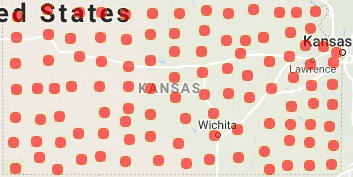 ed States
Kansas
Lawrence
KANSAS
Wichita